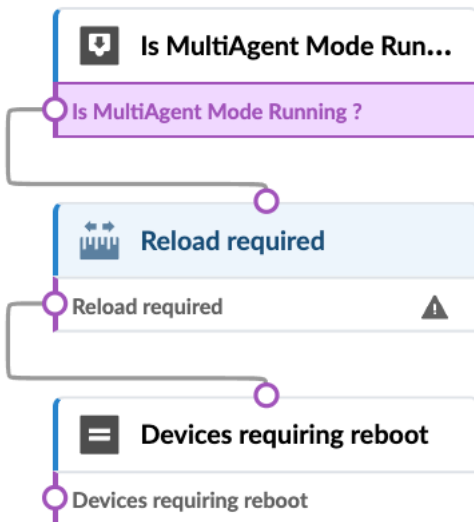 Is MultiAgent Mode Run...
Is MultiAgent Mode Running ?
Reload required
Reload required
Devices requiring reboot
Devices requiring reboot